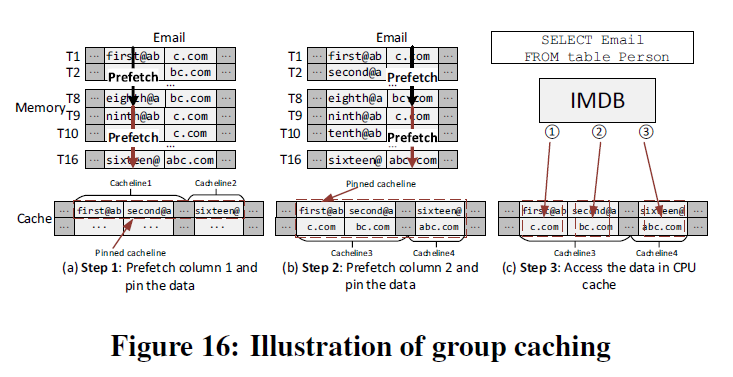 Email
T1 ... first@ab c.com ...
T2 bc.com ...
Prefetch
...
Memory
T8 ... eighth@a bc.com ...
T9 ... ninth@ab c.com ...
T10 ... c.com ...
Prefetch
...
T16 ... sixteen@ abc.com ...
Cacheline1 Cacheline2
Cache ... first@ab second@a ... sixteen@ ...
... ... ...
Pinned cacheline
(a) Step 1: Prefetch column 1 and
pin the data
Email
T1 ... first@ab c.com ...
T2 ... second@a ...
Prefetch
...
T8 ... eighth@a bc.com ...
T9 ... ninth@ab c.com ...
T10 ... tenth@ab ...
Prefetch
...
T16 ... sixteen@ abc.com ...
Pinned cacheline
... first@ab second@a ... sixteen@ ...
... c.com bc.com ... abc.com ...
Cacheline3 Cacheline4
(b) Step 2: Prefetch column 2 and
pin the data
SELECT Email
FROM table Person
IMDB
① ② ③
... first@ab second@a ... sixteen@ ...
... c.com bc.com ... abc.com ...
Cacheline3 Cacheline4
(c) Step 3: Access the data in CPU
cache
Figure 16: Illustration of group caching